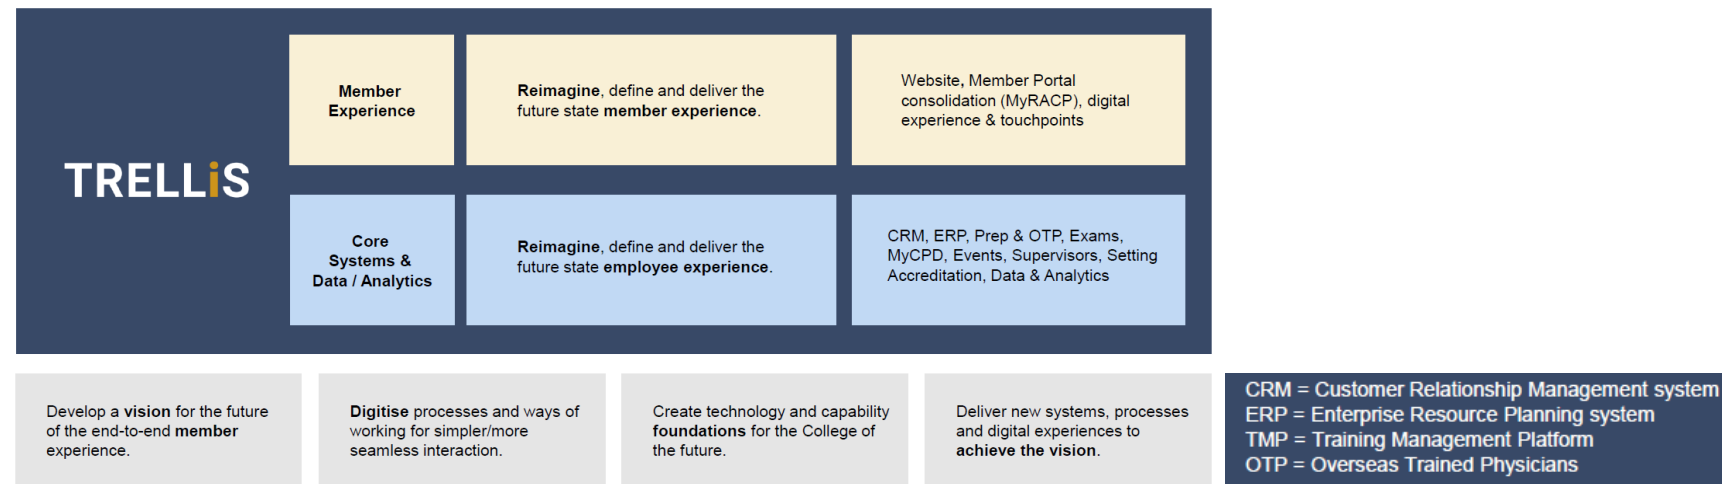 TRELLiS
Member
Experience
Reimagine, define and deliver the
future state member experience.
Website, Member Portal
consolidation (MyRACP), digital
experience & touchpoints
Core
Systems &
Data / Analytics
Reimagine, define and deliver the
future state employee experience.
CRM, ERP, Prep & OTP, Exams,
MyCPD, Events, Supervisors, Setting
Accreditation, Data & Analytics
Develop a vision for the future
of the end-to-end member
experience.
Digitise processes and ways of
working for simpler/more
seamless interaction.
Create technology and capability
foundations for the College of
the future.
Deliver new systems, processes
and digital experiences to
achieve the vision.
CRM = Customer Relationship Management system
ERP = Enterprise Resource Planning system
TMP = Training Management Platform
OTP = Overseas Trained Physicians